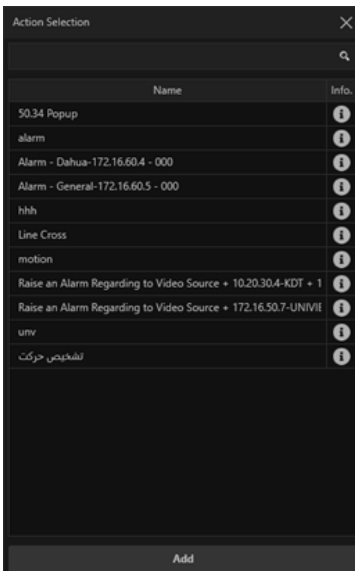 Action Selection
Name Info.
50.34 Popup
alarm
Alarm - Dahua-172.16.60.4 - 000
Alarm - General-172.16.60.5 - 000
hhh
Line Cross
motion
Raise an Alarm Regarding to Video Source + 10.20.30.4-KDT + 1
Raise an Alarm Regarding to Video Source + 172.16.50.7-UNIVIE
unv
تشخیص حرکت
Add